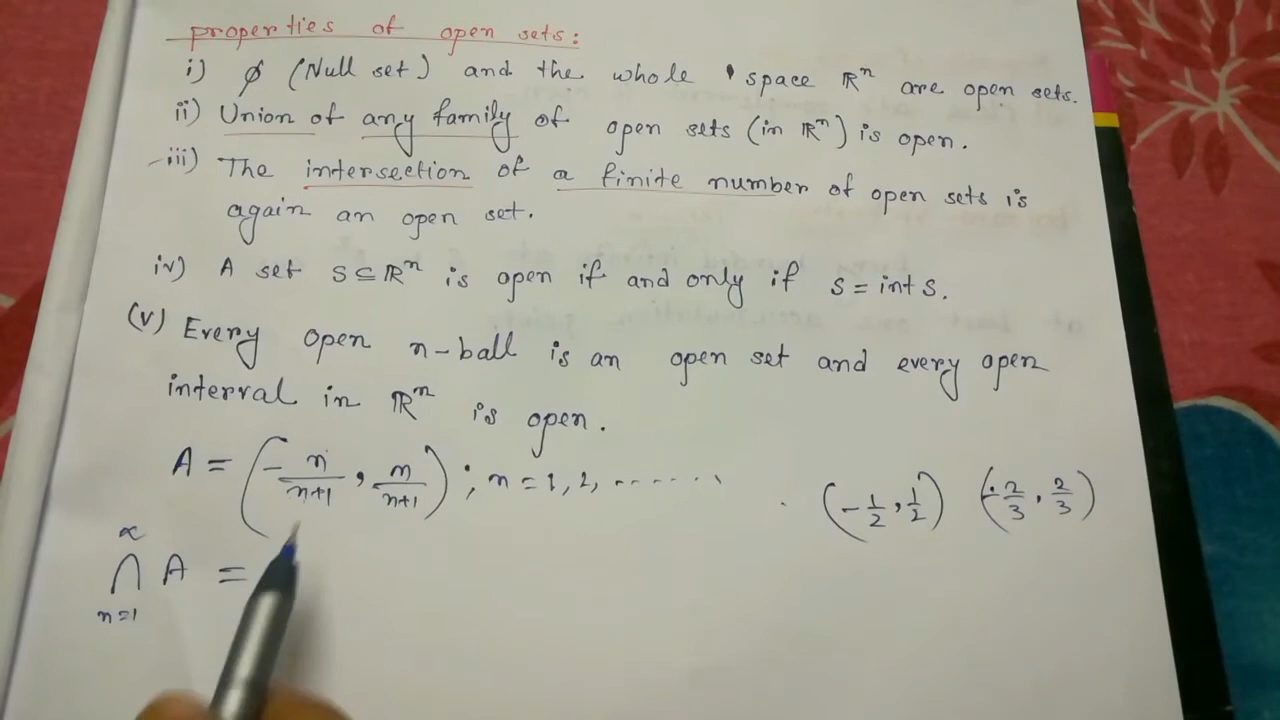 properties of open sets:
i) ∅ (Null set) and the whole space ℝⁿ are open sets.
ii) Union of any family of open sets (in ℝⁿ) is open.
iii) The intersection of a finite number of open sets is
again an open set.
iv) A set S ⊆ ℝⁿ is open if and only if S = int S.
(v) Every open n-ball is an open set and every open
interval in ℝⁿ is open.
A = (-n/n+1, n/n+1) ; n = 1, 2, ......
(-1/2, 1/2) (-2/3, 2/3)
∞
∩ A =
n=1